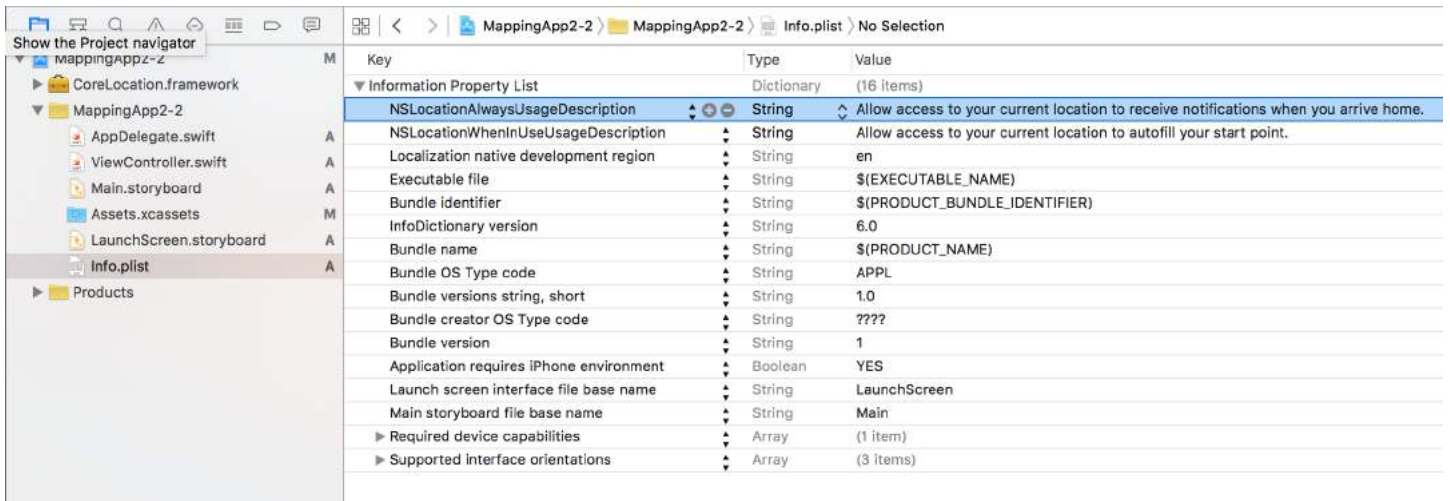 MappingApp2-2 MappingApp2-2 Info.plist No Selection
Show the Project navigator
MappingApp2-2 M
CoreLocation.framework
MappingApp2-2
AppDelegate.swift A
ViewController.swift A
Main.storyboard A
Assets.xcassets M
LaunchScreen.storyboard A
Info.plist A
Products
Key Type Value
Information Property List Dictionary (16 items)
NSLocationAlwaysUsageDescription String Allow access to your current location to receive notifications when you arrive home.
NSLocationWhenInUseUsageDescription String Allow access to your current location to autofill your start point.
Localization native development region String en
Executable file String $(EXECUTABLE_NAME)
Bundle identifier String $(PRODUCT_BUNDLE_IDENTIFIER)
InfoDictionary version String 6.0
Bundle name String $(PRODUCT_NAME)
Bundle OS Type code String APPL
Bundle versions string, short String 1.0
Bundle creator OS Type code String ????
Bundle version String 1
Application requires iPhone environment Boolean YES
Launch screen interface file base name String LaunchScreen
Main storyboard file base name String Main
Required device capabilities Array (1 item)
Supported interface orientations Array (3 items)